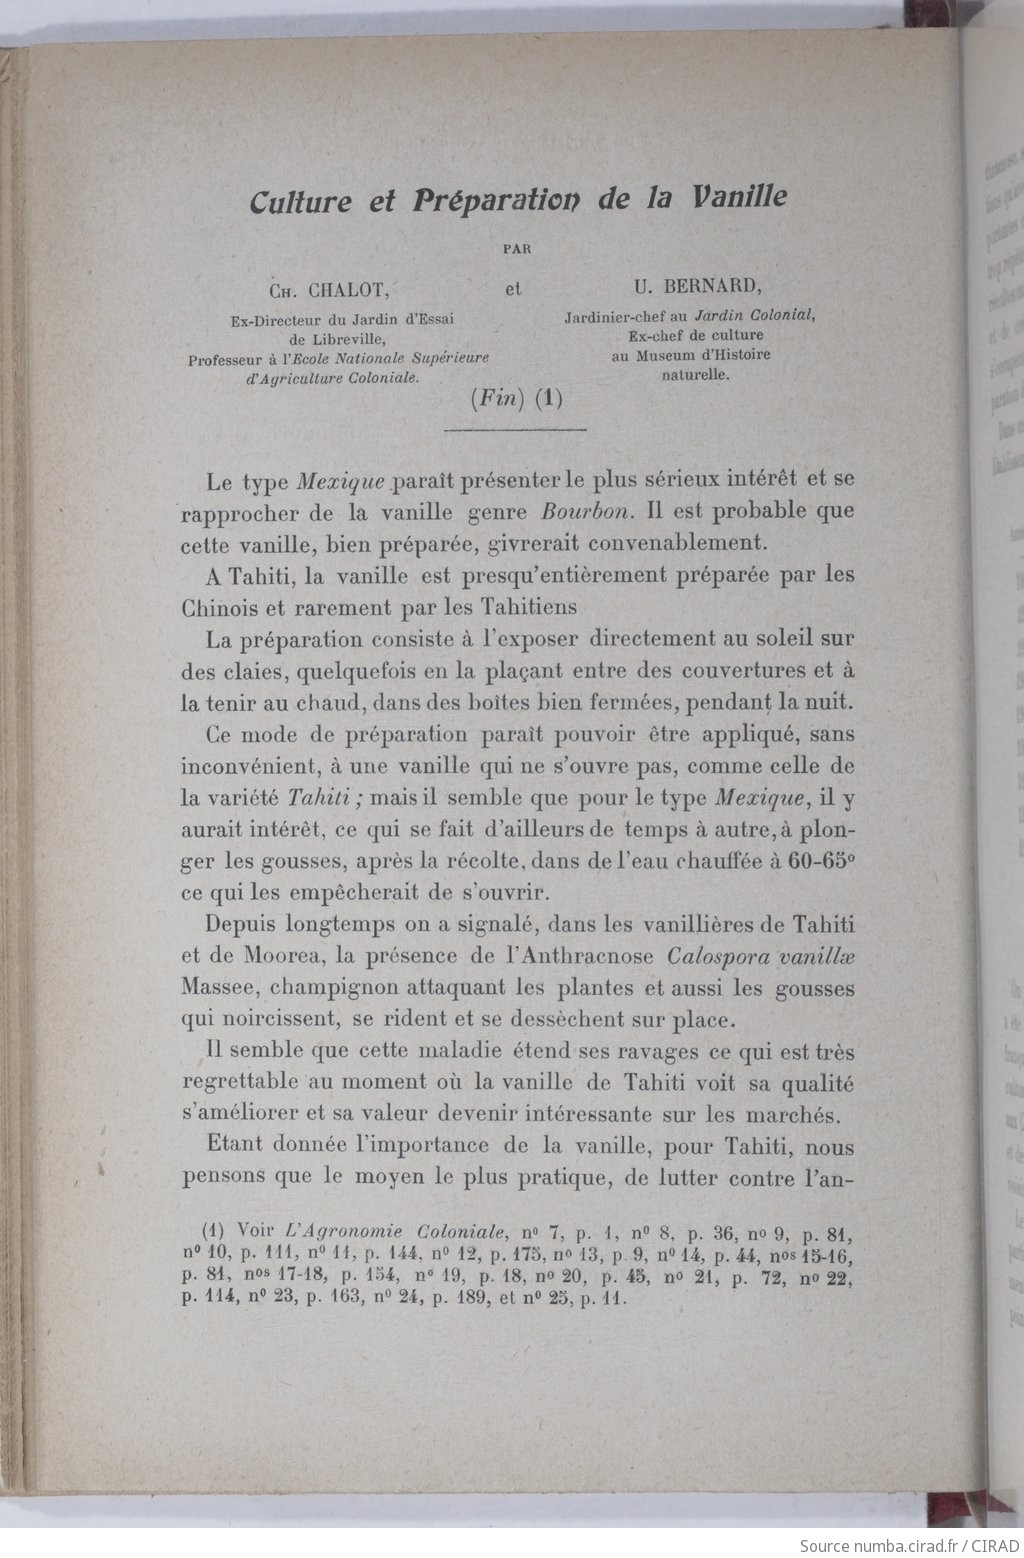 Culture et Préparation de la Vanille
PAR
CH. CHALOT,
Ex-Directeur du Jardin d'Essai
de Libreville,
Professeur à l'Ecole Nationale Supérieure
d'Agriculture Coloniale.
et
U. BERNARD,
Jardinier-chef au Jardin Colonial,
Ex-chef de culture
au Museum d'Histoire
naturelle.
(Fin) (1)
Le type Mexique paraît présenter le plus sérieux intérêt et se
rapprocher de la vanille genre Bourbon. Il est probable que
cette vanille, bien préparée, givrerait convenablement.
A Tahiti, la vanille est presqu'entièrement préparée par les
Chinois et rarement par les Tahitiens
La préparation consiste à l'exposer directement au soleil sur
des claies, quelquefois en la plaçant entre des couvertures et à
la tenir au chaud, dans des boîtes bien fermées, pendant la nuit.
Ce mode de préparation paraît pouvoir être appliqué, sans
inconvénient, à une vanille qui ne s'ouvre pas, comme celle de
la variété Tahiti ; mais il semble que pour le type Mexique, il y
aurait intérêt, ce qui se fait d'ailleurs de temps à autre, à plon-
ger les gousses, après la récolte, dans de l'eau chauffée à 60-65°
ce qui les empêcherait de s'ouvrir.
Depuis longtemps on a signalé, dans les vanillières de Tahiti
et de Moorea, la présence de l'Anthracnose Calospora vanillæ
Massee, champignon attaquant les plantes et aussi les gousses
qui noircissent, se rident et se dessèchent sur place.
Il semble que cette maladie étend ses ravages ce qui est très
regrettable au moment où la vanille de Tahiti voit sa qualité
s'améliorer et sa valeur devenir intéressante sur les marchés.
Etant donnée l'importance de la vanille, pour Tahiti, nous
pensons que le moyen le plus pratique, de lutter contre l'an-
(1) Voir L'Agronomie Coloniale, n° 7, p. 1, n° 8, p. 36, n° 9, p. 81,
n° 10, p. 111, n° 11, p. 144, n° 12, p. 175, n° 13, p. 9, n° 14, p. 44, nos 15-16,
p. 81, nos 17-18, p. 154, n° 19, p. 18, n° 20, p. 45, n° 21, p. 72, n° 22,
p. 114, n° 23, p. 163, n° 24, p. 189, et n° 25, p. 11.
Source numba.cirad.fr / CIRAD